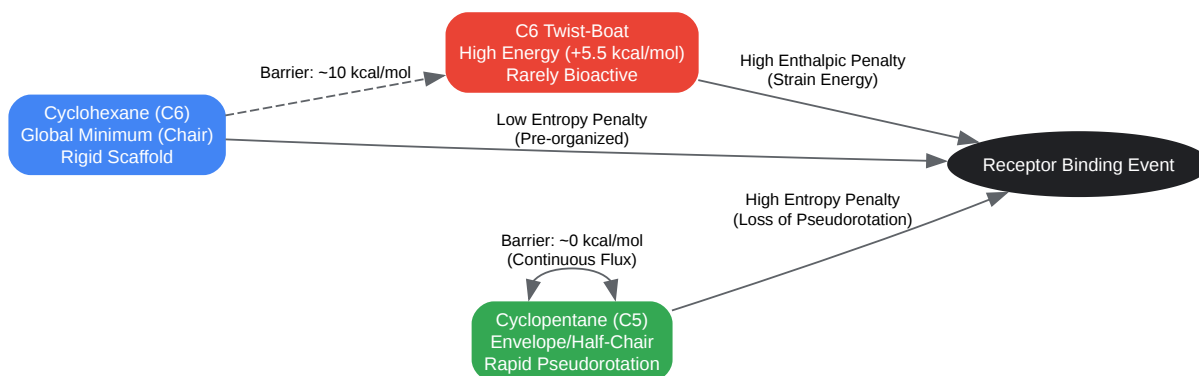 C6 Twist-Boat
High Energy (+5.5 kcal/mol)
Rarely Bioactive
Barrier: ~10 kcal/mol
High Enthalpic Penalty
(Strain Energy)
Cyclohexane (C6)
Global Minimum (Chair)
Rigid Scaffold
Low Entropy Penalty
(Pre-organized)
Receptor Binding Event
High Entropy Penalty
(Loss of Pseudorotation)
Barrier: ~0 kcal/mol
(Continuous Flux)
Cyclopentane (C5)
Envelope/Half-Chair
Rapid Pseudorotation